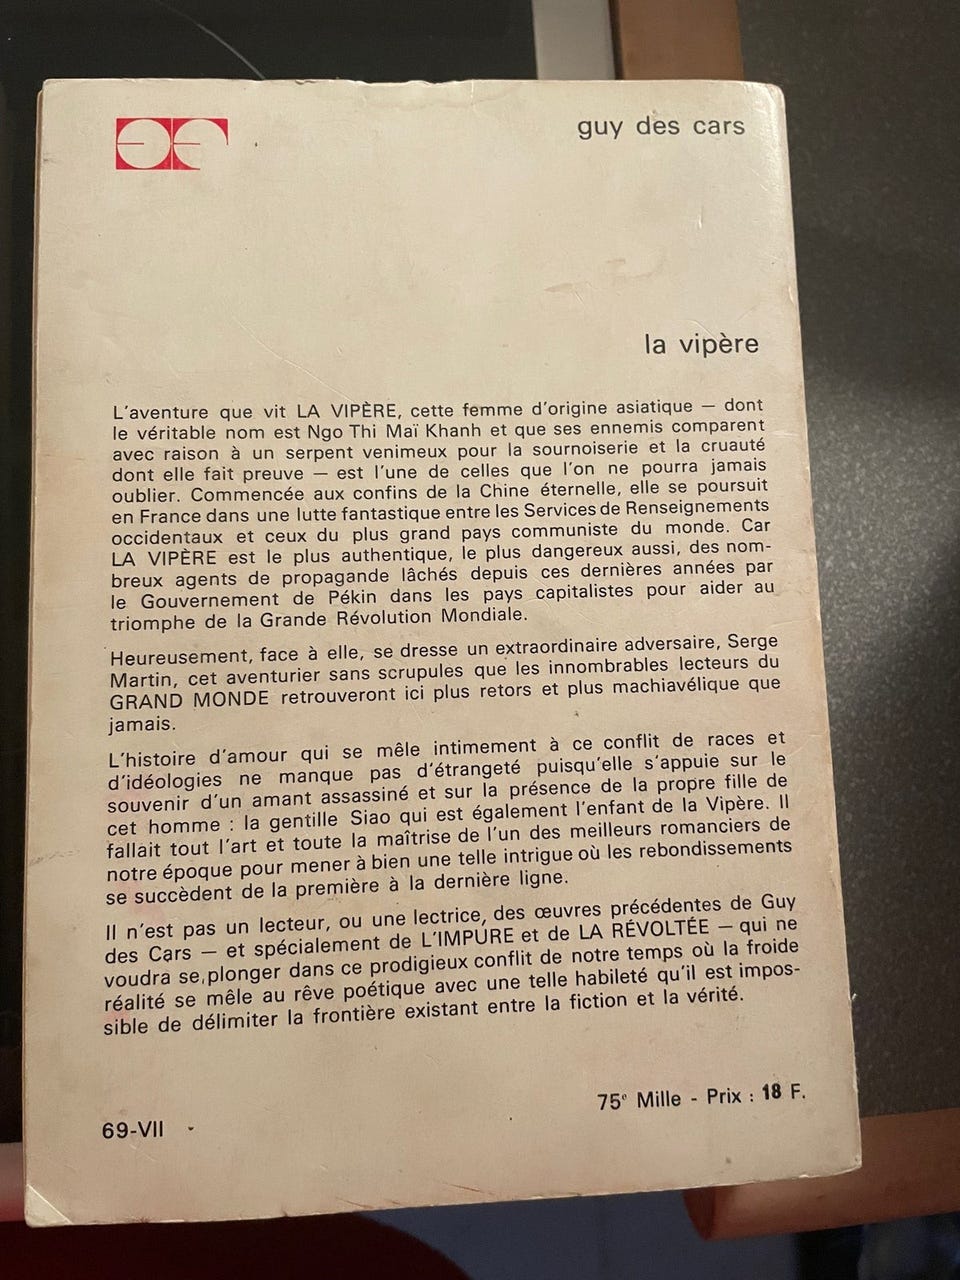 guy des cars
la vipère
L'aventure que vit LA VIPÈRE, cette femme d'origine asiatique — dont
le véritable nom est Ngo Thi Maï Khanh et que ses ennemis comparent
avec raison à un serpent venimeux pour la sournoiserie et la cruauté
dont elle fait preuve — est l'une de celles que l'on ne pourra jamais
oublier. Commencée aux confins de la Chine éternelle, elle se poursuit
en France dans une lutte fantastique entre les Services de Renseignements
occidentaux et ceux du plus grand pays communiste du monde. Car
LA VIPÈRE est le plus authentique, le plus dangereux aussi, des nom-
breux agents de propagande lâchés depuis ces dernières années par
le Gouvernement de Pékin dans les pays capitalistes pour aider au
triomphe de la Grande Révolution Mondiale.
Heureusement, face à elle, se dresse un extraordinaire adversaire, Serge
Martin, cet aventurier sans scrupules que les innombrables lecteurs du
GRAND MONDE retrouveront ici plus retors et plus machiavélique que
jamais.
L'histoire d'amour qui se mêle intimement à ce conflit de races et
d'idéologies ne manque pas d'étrangeté puisqu'elle s'appuie sur le
souvenir d'un amant assassiné et sur la présence de la propre fille de
cet homme : la gentille Siao qui est également l'enfant de la Vipère. Il
fallait tout l'art et toute la maîtrise de l'un des meilleurs romanciers de
notre époque pour mener à bien une telle intrigue où les rebondissements
se succèdent de la première à la dernière ligne.
Il n'est pas un lecteur, ou une lectrice, des œuvres précédentes de Guy
des Cars — et spécialement de L'IMPURE et de LA RÉVOLTÉE — qui ne
voudra se plonger dans ce prodigieux conflit de notre temps où la froide
réalité se mêle au rêve poétique avec une telle habileté qu'il est impos-
sible de délimiter la frontière existant entre la fiction et la vérité.
75e Mille - Prix : 18 F.
69-VII